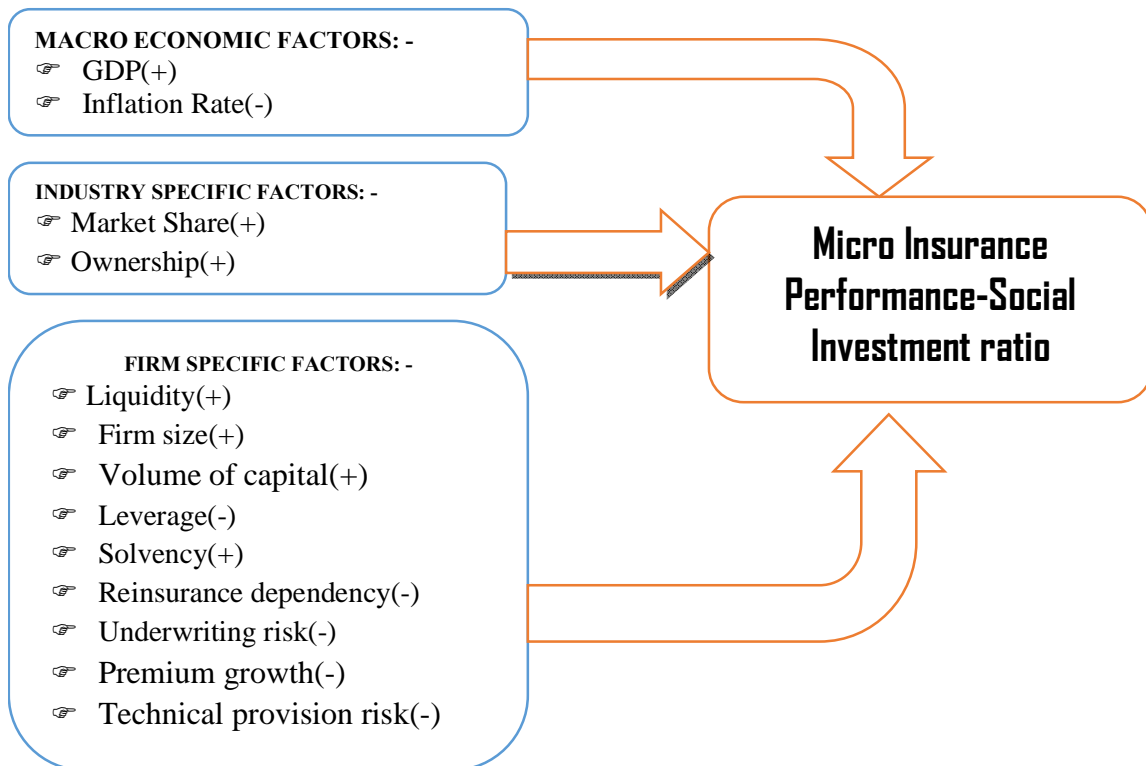 MACRO ECONOMIC FACTORS: -
☞ GDP(+)
☞ Inflation Rate(-)
INDUSTRY SPECIFIC FACTORS: -
☞ Market Share(+)
☞ Ownership(+)
FIRM SPECIFIC FACTORS: -
☞ Liquidity(+)
☞ Firm size(+)
☞ Volume of capital(+)
☞ Leverage(-)
☞ Solvency(+)
☞ Reinsurance dependency(-)
☞ Underwriting risk(-)
☞ Premium growth(-)
☞ Technical provision risk(-)
Micro Insurance
Performance-Social
Investment ratio